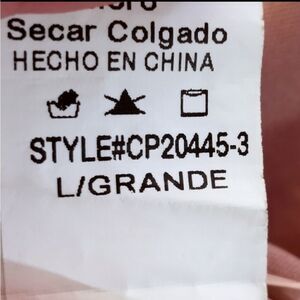 Secar Colgado
HECHO EN CHINA
STYLE#CP20445-3
L/GRANDE